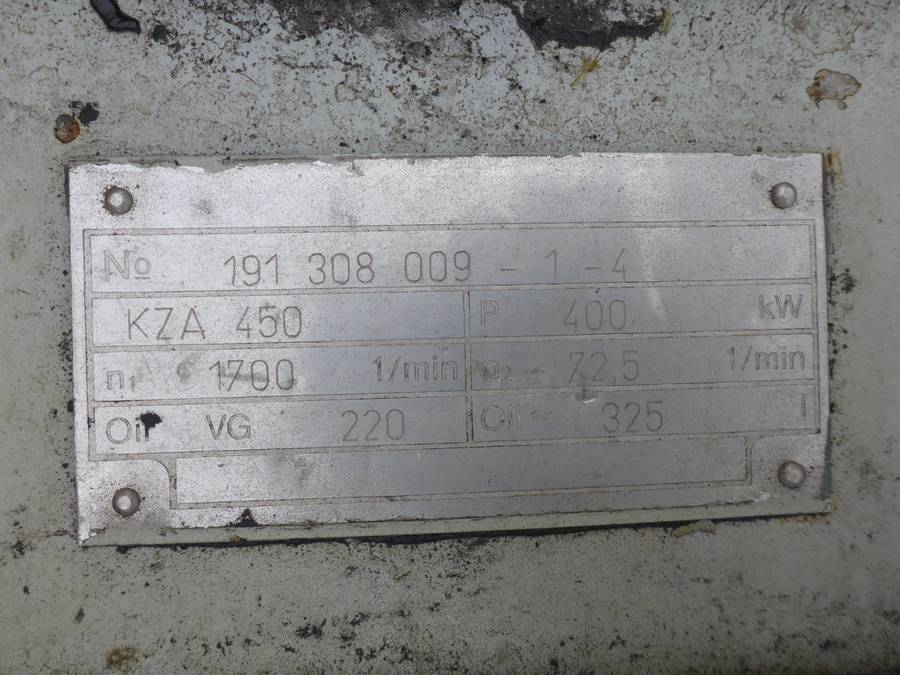 No 191 308 009 - 1 - 4
KZA 450 P 400 kW
n1 1700 1/min n2 72,5 1/min
Oil VG 220 Oil 325 l